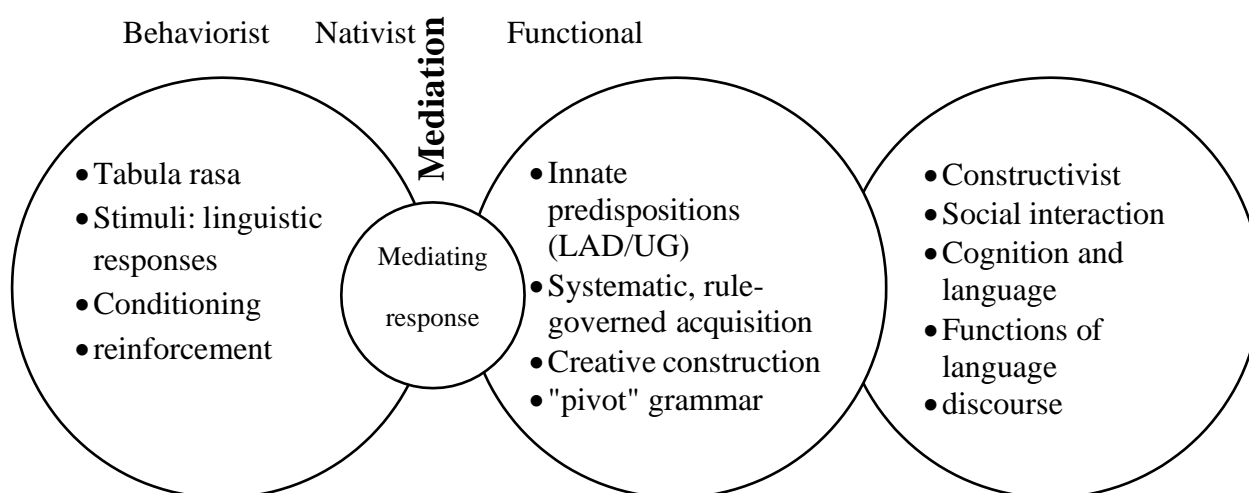 Behaviorist Nativist Functional
Mediation
• Tabula rasa
• Stimuli: linguistic
responses
• Conditioning
• reinforcement
Mediating
response
• Innate
predispositions
(LAD/UG)
• Systematic, rule-
governed acquisition
• Creative construction
• "pivot" grammar
• Constructivist
• Social interaction
• Cognition and
language
• Functions of
language
• discourse